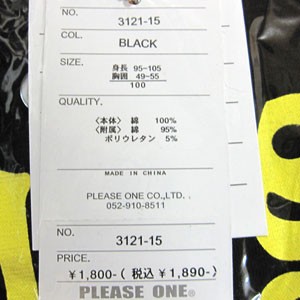 NO. 3121-15
COL. BLACK
SIZE. 身長 95-105
胸囲 49-55
100
QUALITY.
〈本体〉 綿 100%
〈附属〉 綿 95%
ポリウレタン 5%
MADE IN CHINA
PLEASE ONE CO.,LTD..
052-910-8511
NO. 3121-15
PRICE.
¥1,800-(税込¥1,890-)
PLEASE ONE®